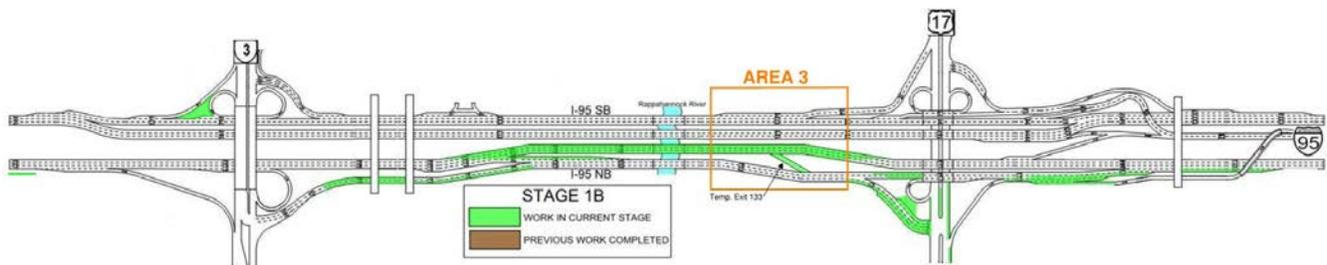 3
17
AREA 3
Rappahannock River
I-95 SB
95
I-95 NB
Temp. Exit 133
STAGE 1B
WORK IN CURRENT STAGE
PREVIOUS WORK COMPLETED